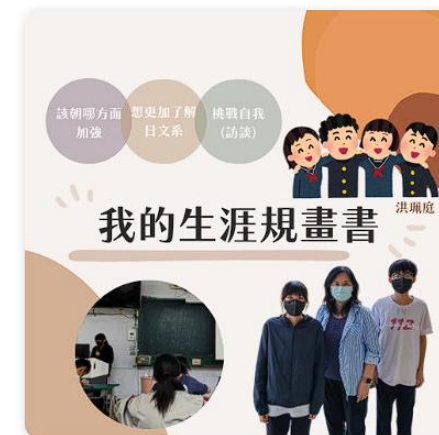 該朝哪方面
加強
想更加了解
日文系
挑戰自我
(訪談)
洪珮庭
我的生涯規畫書